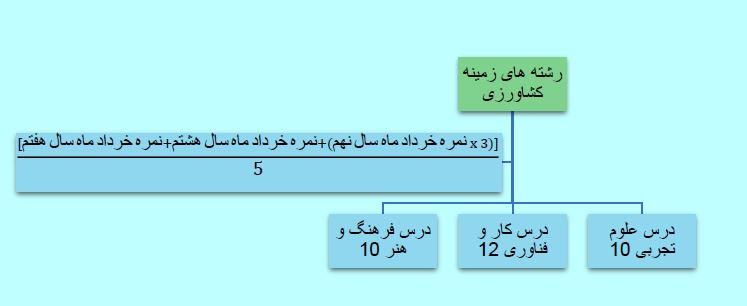 رشته های زمینه
کشاورزی
[(3 x نمره خرداد ماه سال نهم)+نمره خرداد ماه سال هشتم+نمره خرداد ماه سال هفتم]
5
درس علوم
تجربی 10
درس کار و
فناوری 12
درس فرهنگ و
هنر 10